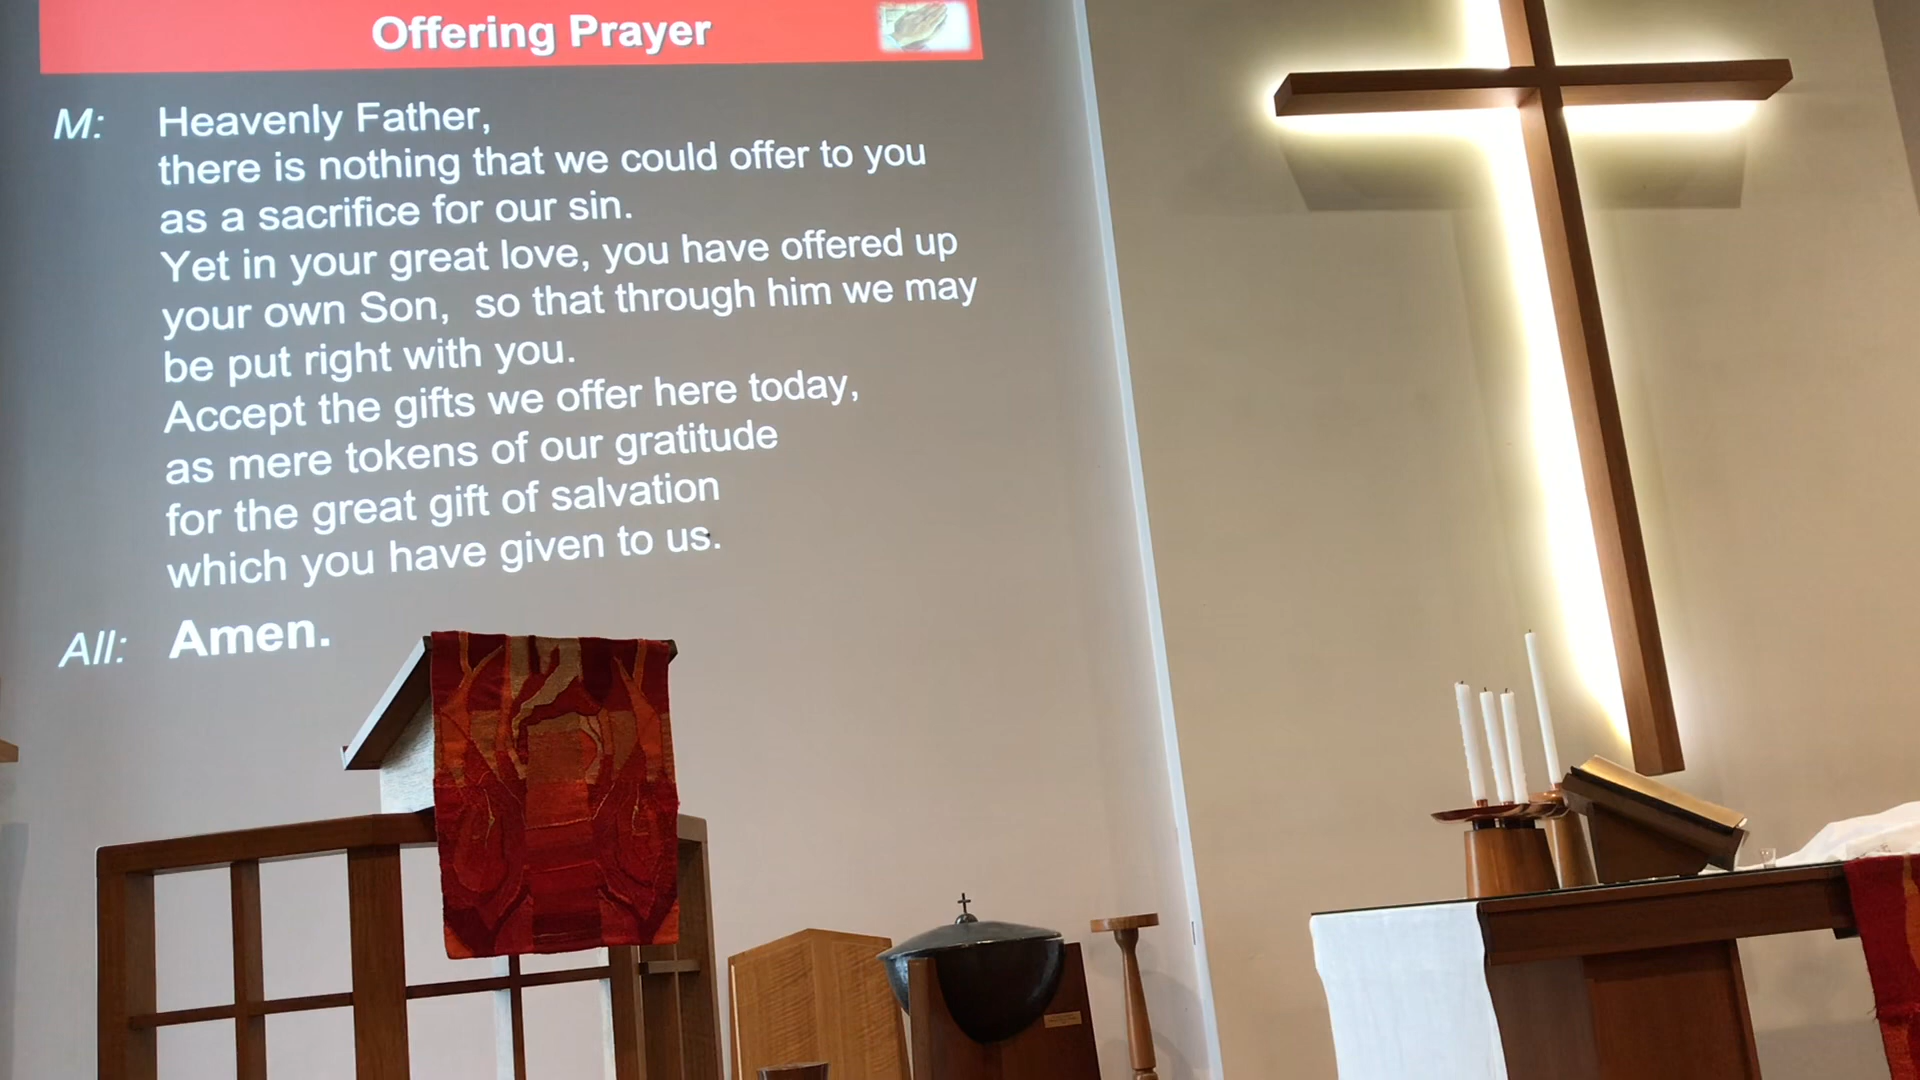 Offering Prayer
M: Heavenly Father,
there is nothing that we could offer to you
as a sacrifice for our sin.
Yet in your great love, you have offered up
your own Son, so that through him we may
be put right with you.
Accept the gifts we offer here today,
as mere tokens of our gratitude
for the great gift of salvation
which you have given to us.
All: Amen.